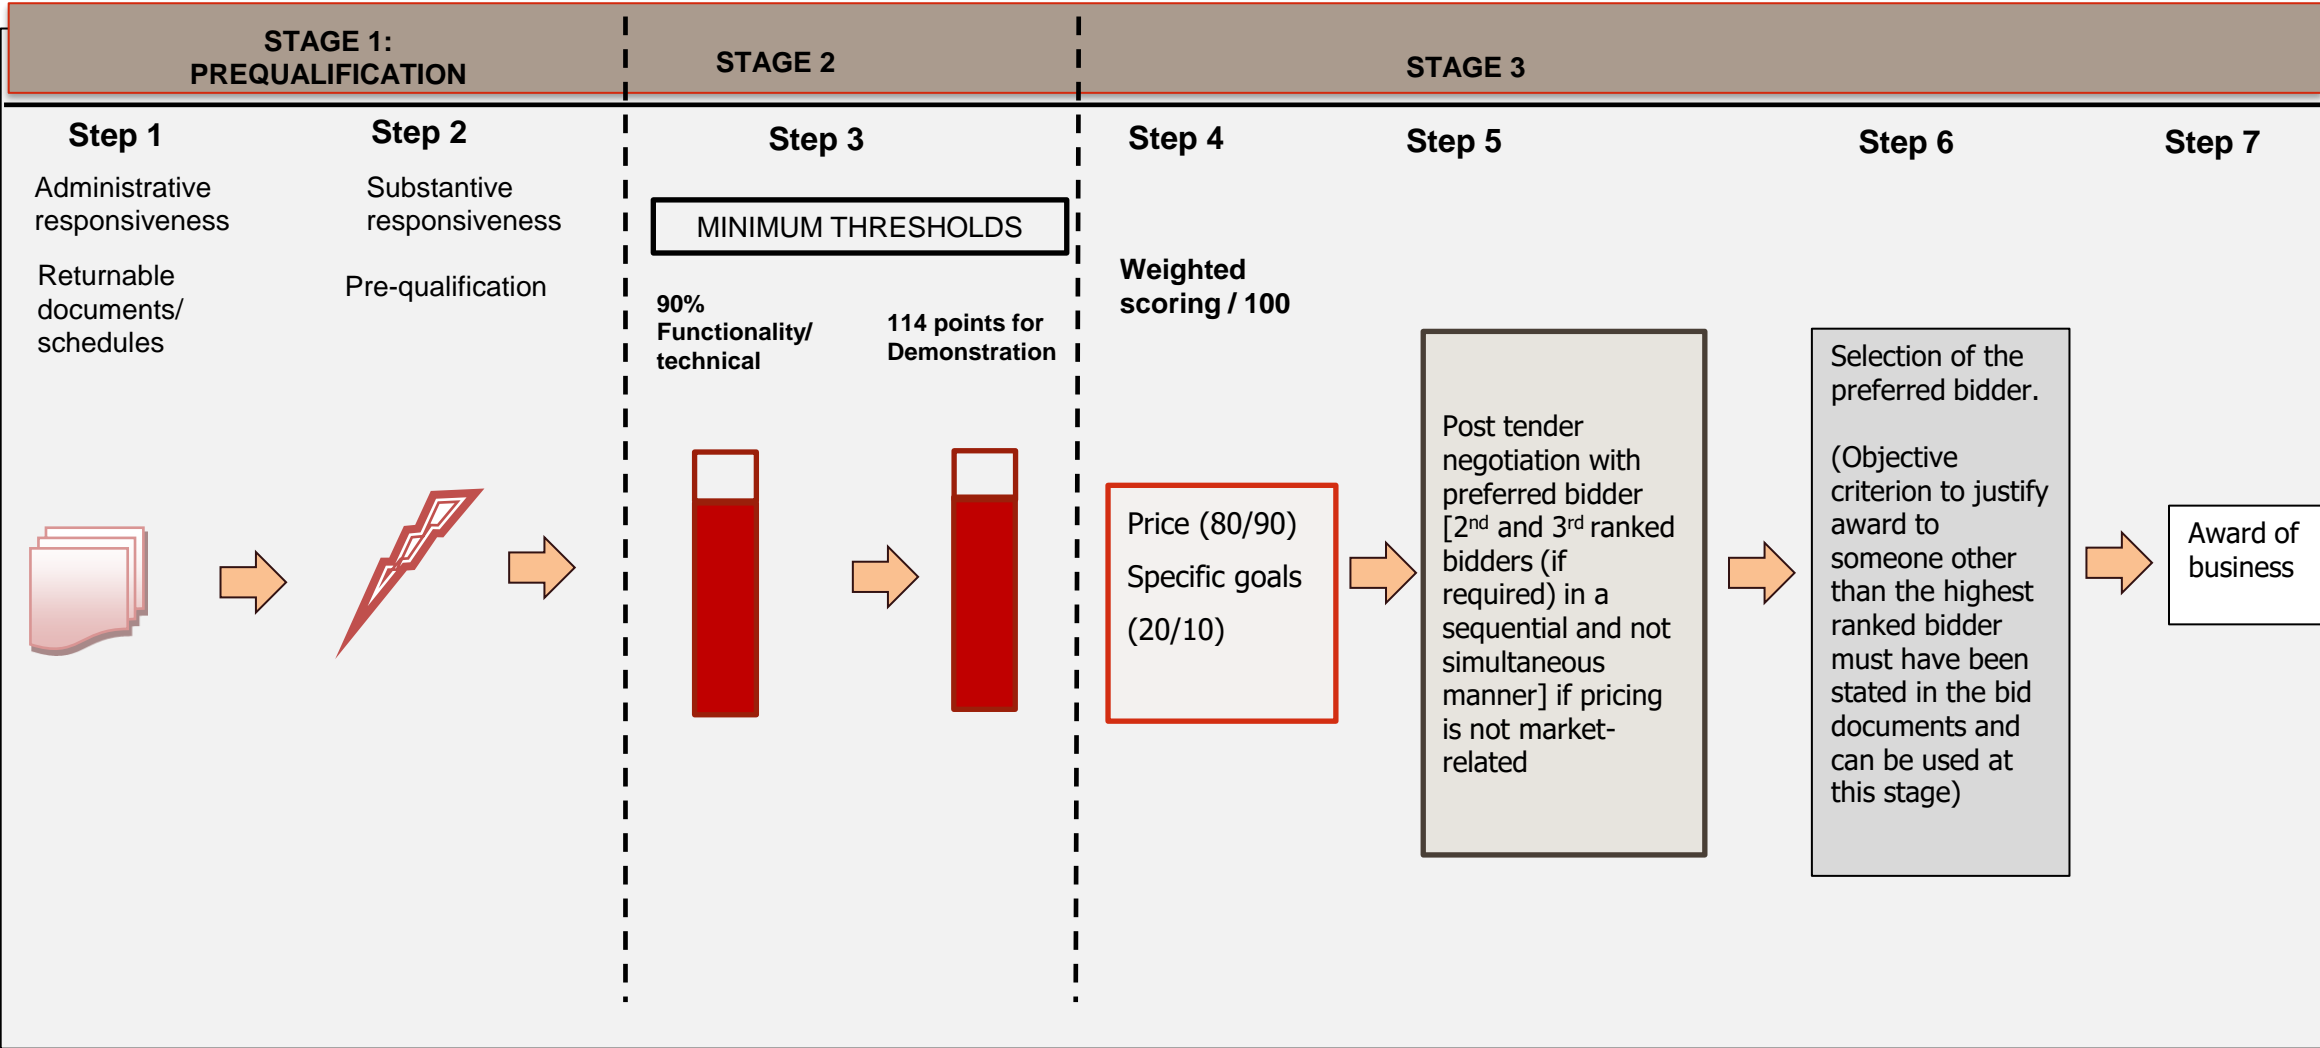 STAGE 1:
PREQUALIFICATION
STAGE 2
STAGE 3
Step 1
Administrative
responsiveness
Returnable
documents/
schedules
Step 2
Substantive
responsiveness
Pre-qualification
Step 3
MINIMUM THRESHOLDS
90%
Functionality/
technical
114 points for
Demonstration
Step 4
Weighted
scoring / 100
Price (80/90)
Specific goals
(20/10)
Step 5
Post tender
negotiation with
preferred bidder
[2nd and 3rd ranked
bidders (if
required) in a
sequential and not
simultaneous
manner] if pricing
is not market-
related
Step 6
Selection of the
preferred bidder.
(Objective
criterion to justify
award to
someone other
than the highest
ranked bidder
must have been
stated in the bid
documents and
can be used at
this stage)
Step 7
Award of
business